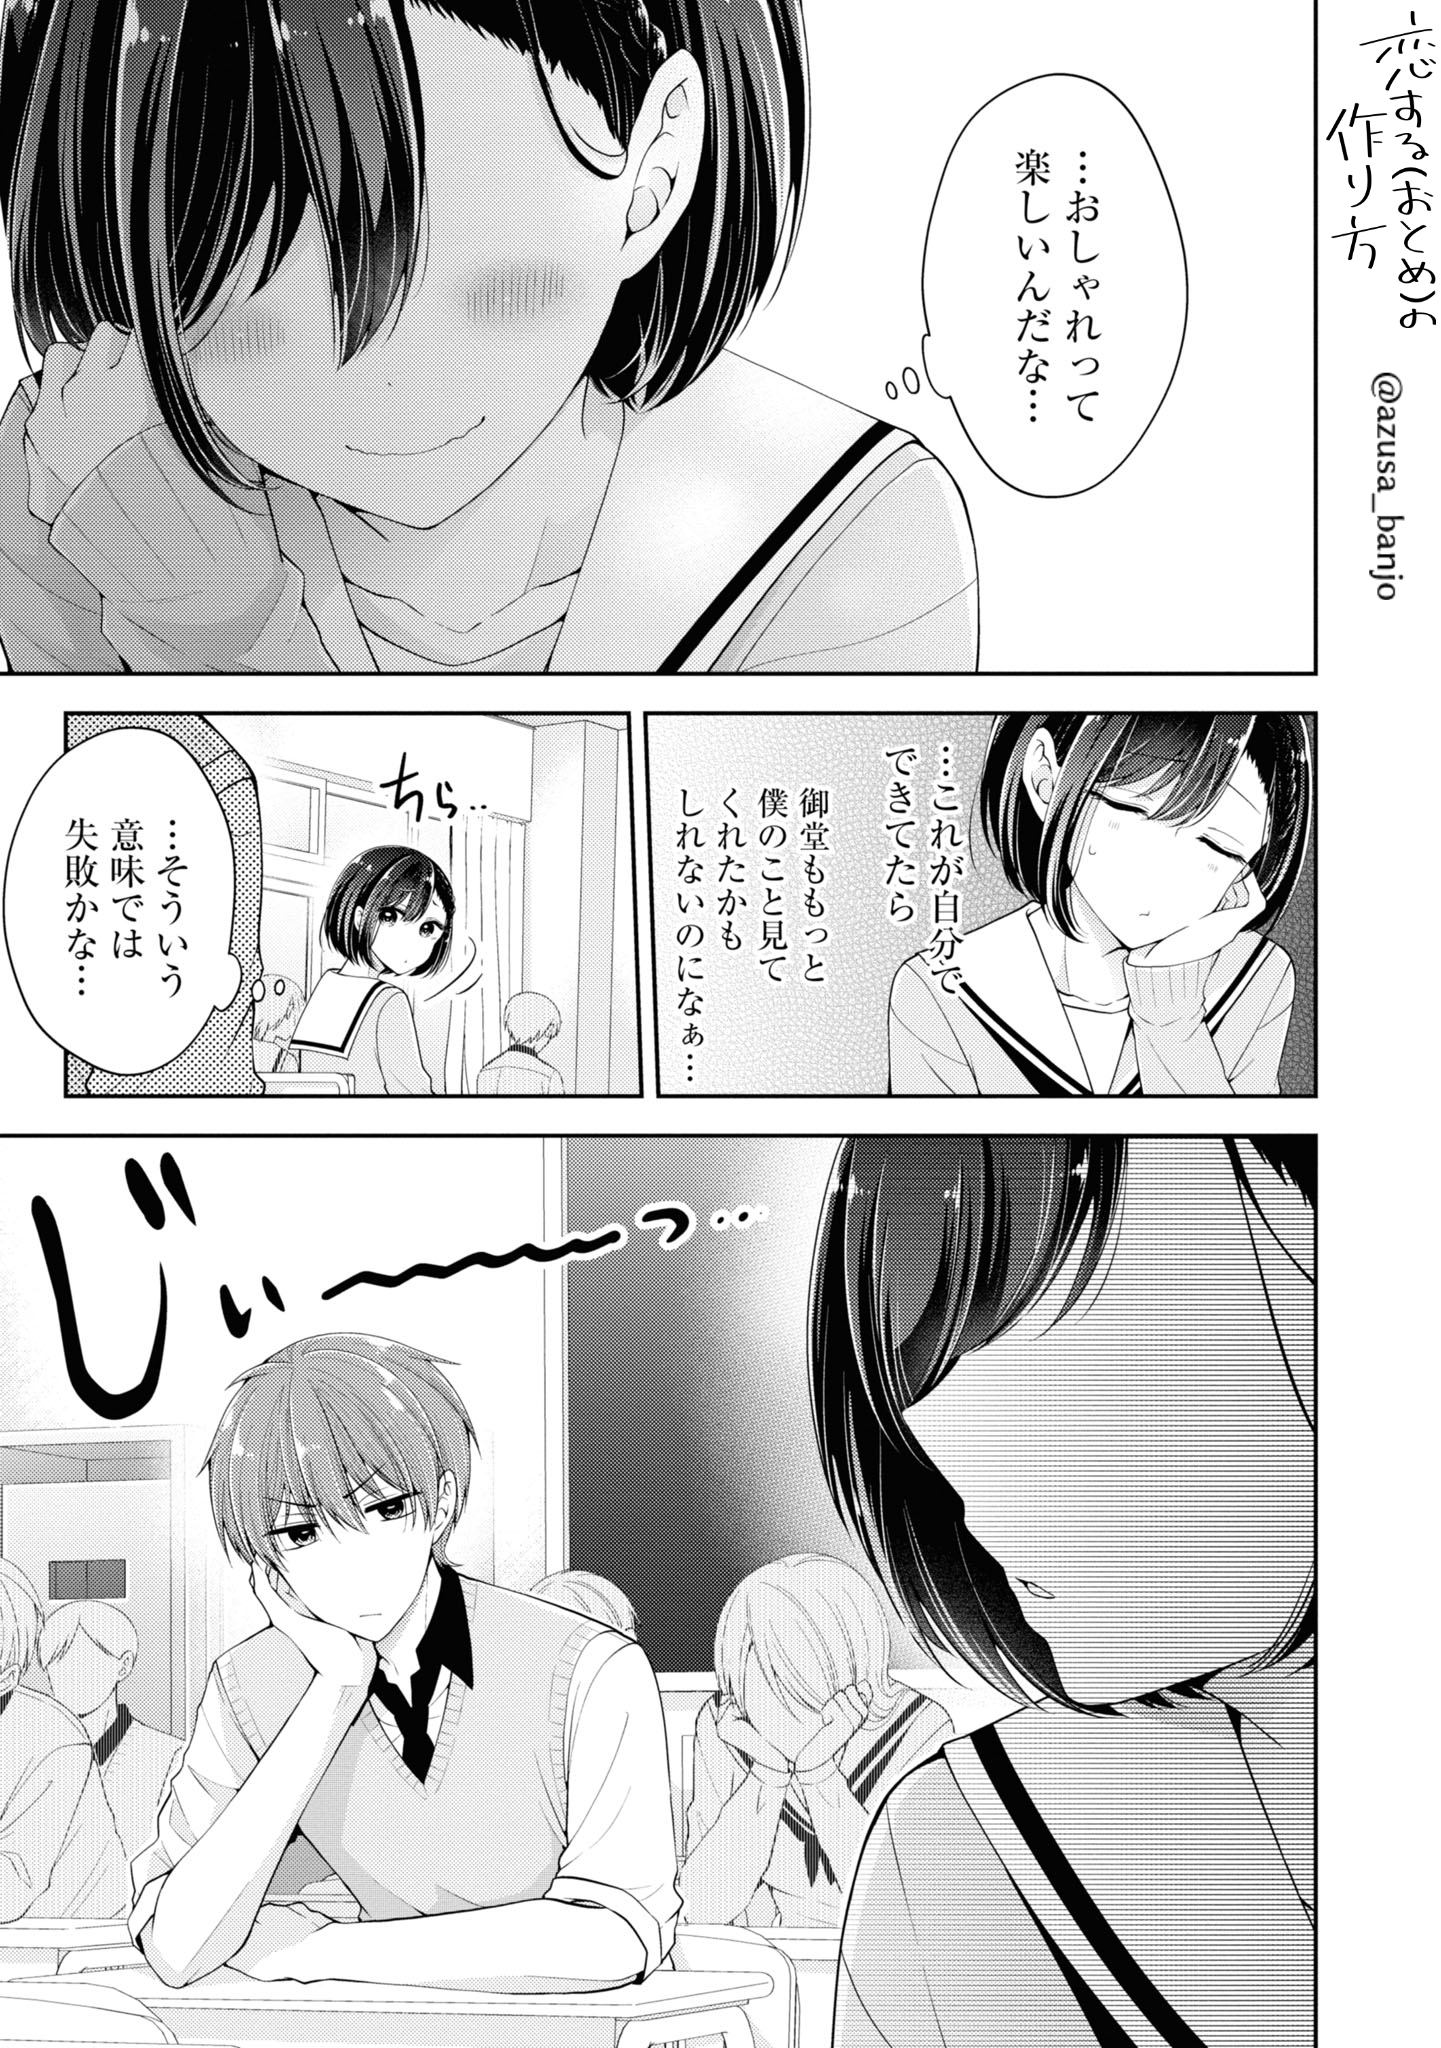 恋する(おとめ)の
作り方
@azusa_banjo
…おしゃれって
楽しいんだな…
…これが自分で
できてたら
御堂ももっと
僕のこと見て
くれたかも
しれないのになぁ…
ちら‥
…そういう
意味では
失敗かな…
じぃーっ…